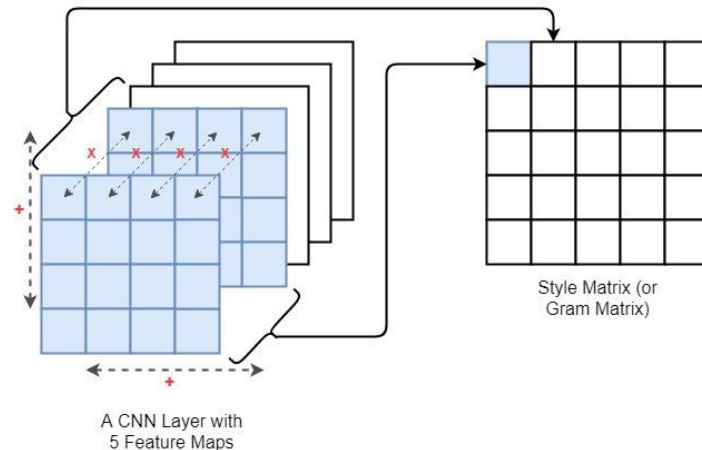 x x x x
+
+
Style Matrix (or
Gram Matrix)
A CNN Layer with
5 Feature Maps